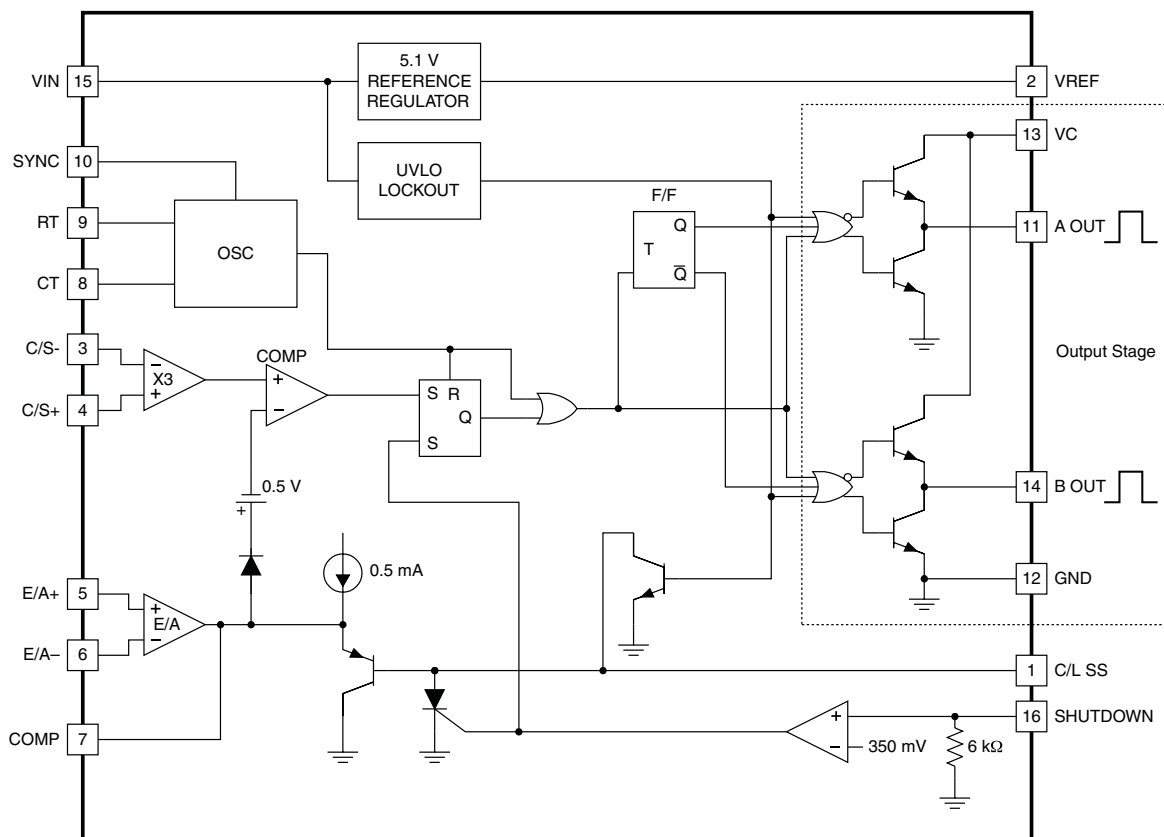 VIN 15
5.1 V
REFERENCE
REGULATOR
2 VREF
13 VC
SYNC 10
UVLO
LOCKOUT
F/F
RT 9
OSC
T
Q
Q̅
11 A OUT
CT 8
C/S- 3
−
X3
+
C/S+ 4
COMP
+
−
S R
Q
S
Output Stage
0.5 V
+
14 B OUT
0.5 mA
E/A+ 5
+
E/A
−
E/A− 6
12 GND
1 C/L SS
16 SHUTDOWN
COMP 7
+
−
350 mV
6 kΩ